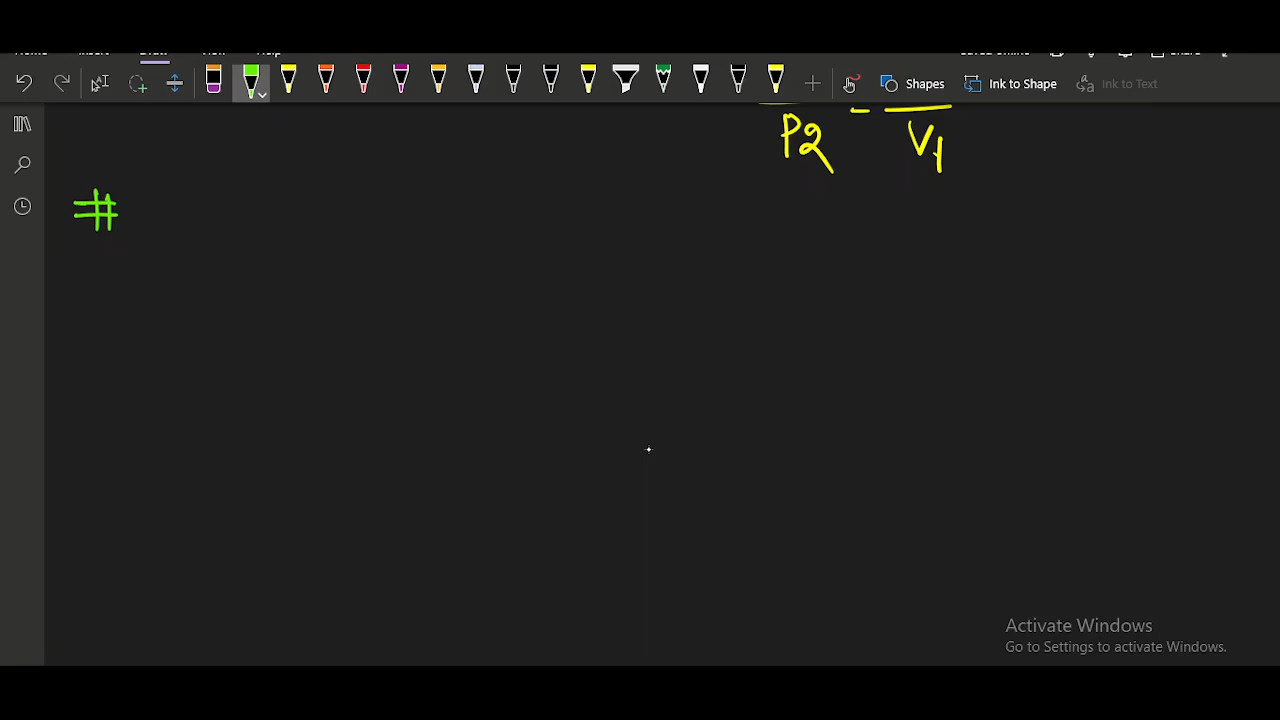 Shapes Ink to Shape Ink to Text
P2 = V1
#
Activate Windows
Go to Settings to activate Windows.